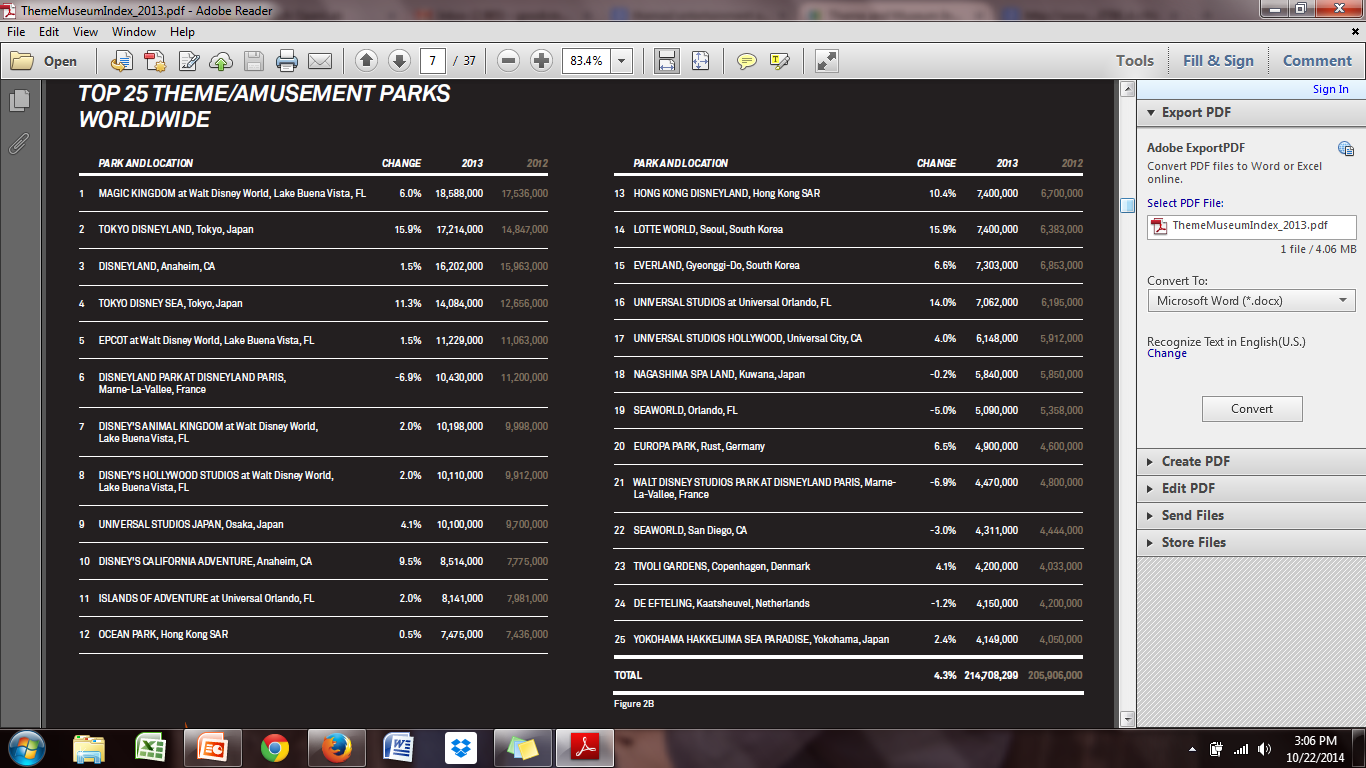 ThemeMuseumIndex_2013.pdf - Adobe Reader
File Edit View Window Help
Open 7 / 37 83.4% Tools Fill & Sign Comment
Sign In
TOP 25 THEME/AMUSEMENT PARKS
WORLDWIDE
PARK AND LOCATION CHANGE 2013 2012
1 MAGIC KINGDOM at Walt Disney World, Lake Buena Vista, FL 6.0% 18,588,000 17,536,000
2 TOKYO DISNEYLAND, Tokyo, Japan 15.9% 17,214,000 14,847,000
3 DISNEYLAND, Anaheim, CA 1.5% 16,202,000 15,963,000
4 TOKYO DISNEY SEA, Tokyo, Japan 11.3% 14,084,000 12,656,000
5 EPCOT at Walt Disney World, Lake Buena Vista, FL 1.5% 11,229,000 11,063,000
6 DISNEYLAND PARK AT DISNEYLAND PARIS, -6.9% 10,430,000 11,200,000
Marne-La-Vallee, France
7 DISNEY'S ANIMAL KINGDOM at Walt Disney World, 2.0% 10,198,000 9,998,000
Lake Buena Vista, FL
8 DISNEY'S HOLLYWOOD STUDIOS at Walt Disney World, 2.0% 10,110,000 9,912,000
Lake Buena Vista, FL
9 UNIVERSAL STUDIOS JAPAN, Osaka, Japan 4.1% 10,100,000 9,700,000
10 DISNEY'S CALIFORNIA ADVENTURE, Anaheim, CA 9.5% 8,514,000 7,775,000
11 ISLANDS OF ADVENTURE at Universal Orlando, FL 2.0% 8,141,000 7,981,000
12 OCEAN PARK, Hong Kong SAR 0.5% 7,475,000 7,436,000
PARK AND LOCATION CHANGE 2013 2012
13 HONG KONG DISNEYLAND, Hong Kong SAR 10.4% 7,400,000 6,700,000
14 LOTTE WORLD, Seoul, South Korea 15.9% 7,400,000 6,383,000
15 EVERLAND, Gyeonggi-Do, South Korea 6.6% 7,303,000 6,853,000
16 UNIVERSAL STUDIOS at Universal Orlando, FL 14.0% 7,062,000 6,195,000
17 UNIVERSAL STUDIOS HOLLYWOOD, Universal City, CA 4.0% 6,148,000 5,912,000
18 NAGASHIMA SPA LAND, Kuwana, Japan -0.2% 5,840,000 5,850,000
19 SEAWORLD, Orlando, FL -5.0% 5,090,000 5,358,000
20 EUROPA PARK, Rust, Germany 6.5% 4,900,000 4,600,000
21 WALT DISNEY STUDIOS PARK AT DISNEYLAND PARIS, Marne- -6.9% 4,470,000 4,800,000
La-Vallee, France
22 SEAWORLD, San Diego, CA -3.0% 4,311,000 4,444,000
23 TIVOLI GARDENS, Copenhagen, Denmark 4.1% 4,200,000 4,033,000
24 DE EFTELING, Kaatsheuvel, Netherlands -1.2% 4,150,000 4,200,000
25 YOKOHAMA HAKKEIJIMA SEA PARADISE, Yokohama, Japan 2.4% 4,149,000 4,050,000
TOTAL 4.3% 214,708,299 205,906,000
Figure 2B
Export PDF
Adobe ExportPDF
Convert PDF files to Word or Excel
online.
Select PDF File:
ThemeMuseumIndex_2013.pdf
1 file / 4.06 MB
Convert To:
Microsoft Word (*.docx)
Recognize Text in English(U.S.)
Change
Convert
Create PDF
Edit PDF
Send Files
Store Files
3:06 PM
10/22/2014